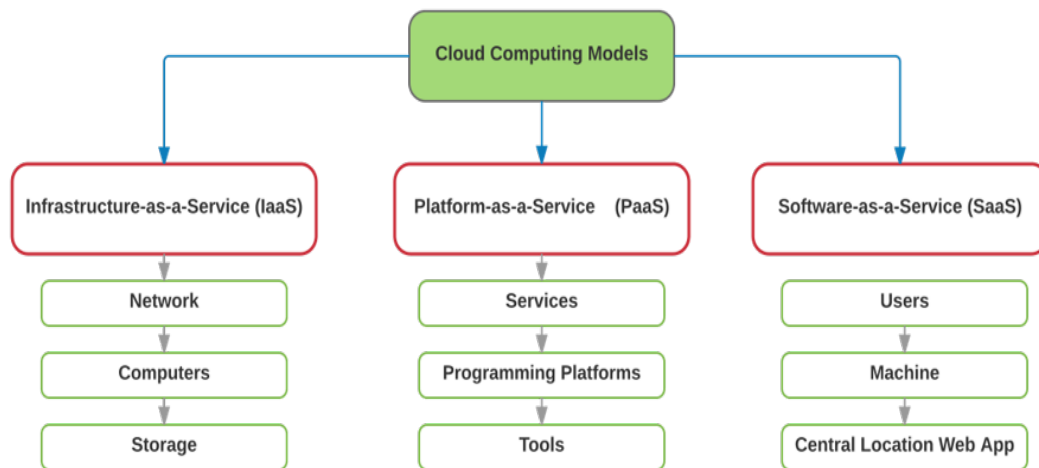 Cloud Computing Models
Infrastructure-as-a-Service (IaaS)
Platform-as-a-Service (PaaS)
Software-as-a-Service (SaaS)
Network
Services
Users
Computers
Programming Platforms
Machine
Storage
Tools
Central Location Web App